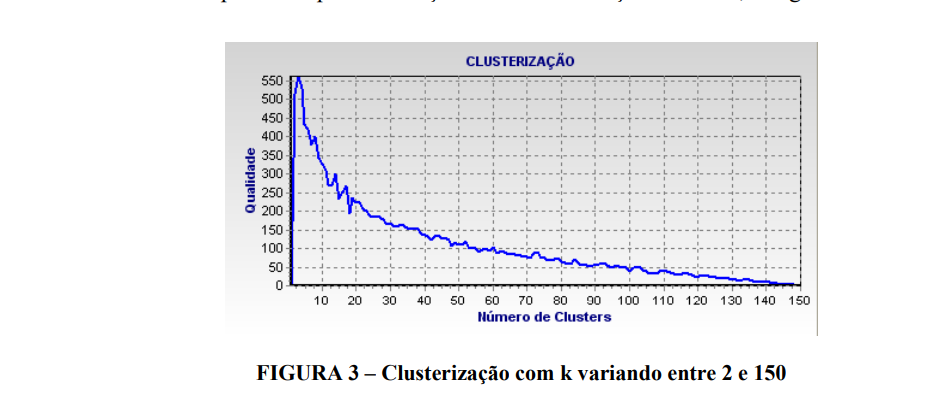 CLUSTERIZAÇÃO
550
500
450
400
350
300
250
200
150
100
50
0
Qualidade
10 20 30 40 50 60 70 80 90 100 110 120 130 140 150
Número de Clusters
FIGURA 3 – Clusterização com k variando entre 2 e 150